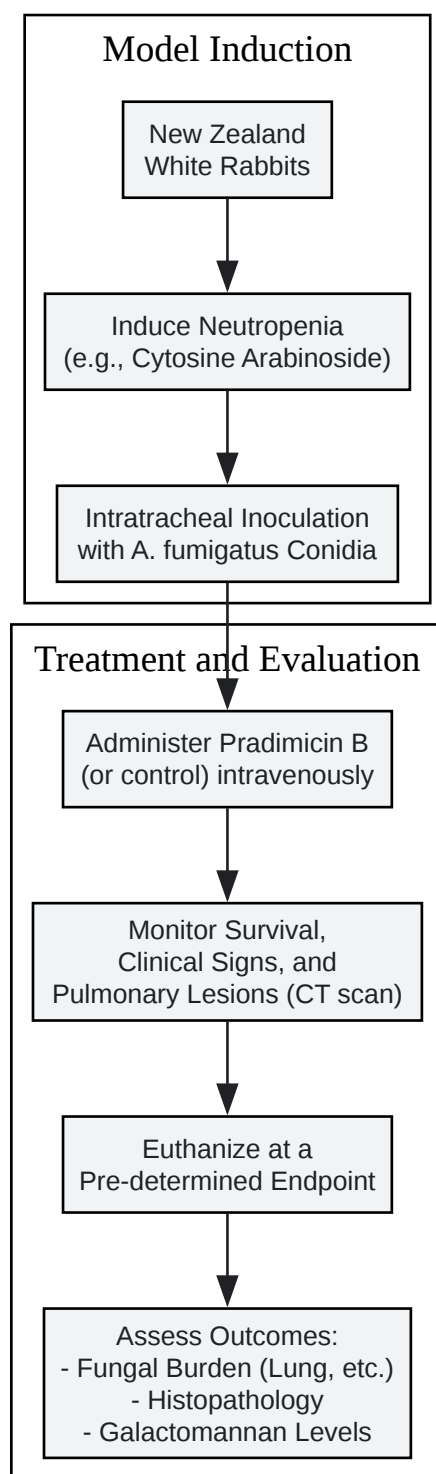 Model Induction
New Zealand
White Rabbits
Induce Neutropenia
(e.g., Cytosine Arabinoside)
Intratracheal Inoculation
with A. fumigatus Conidia
Treatment and Evaluation
Administer Pradimicin B
(or control) intravenously
Monitor Survival,
Clinical Signs, and
Pulmonary Lesions (CT scan)
Euthanize at a
Pre-determined Endpoint
Assess Outcomes:
- Fungal Burden (Lung, etc.)
- Histopathology
- Galactomannan Levels